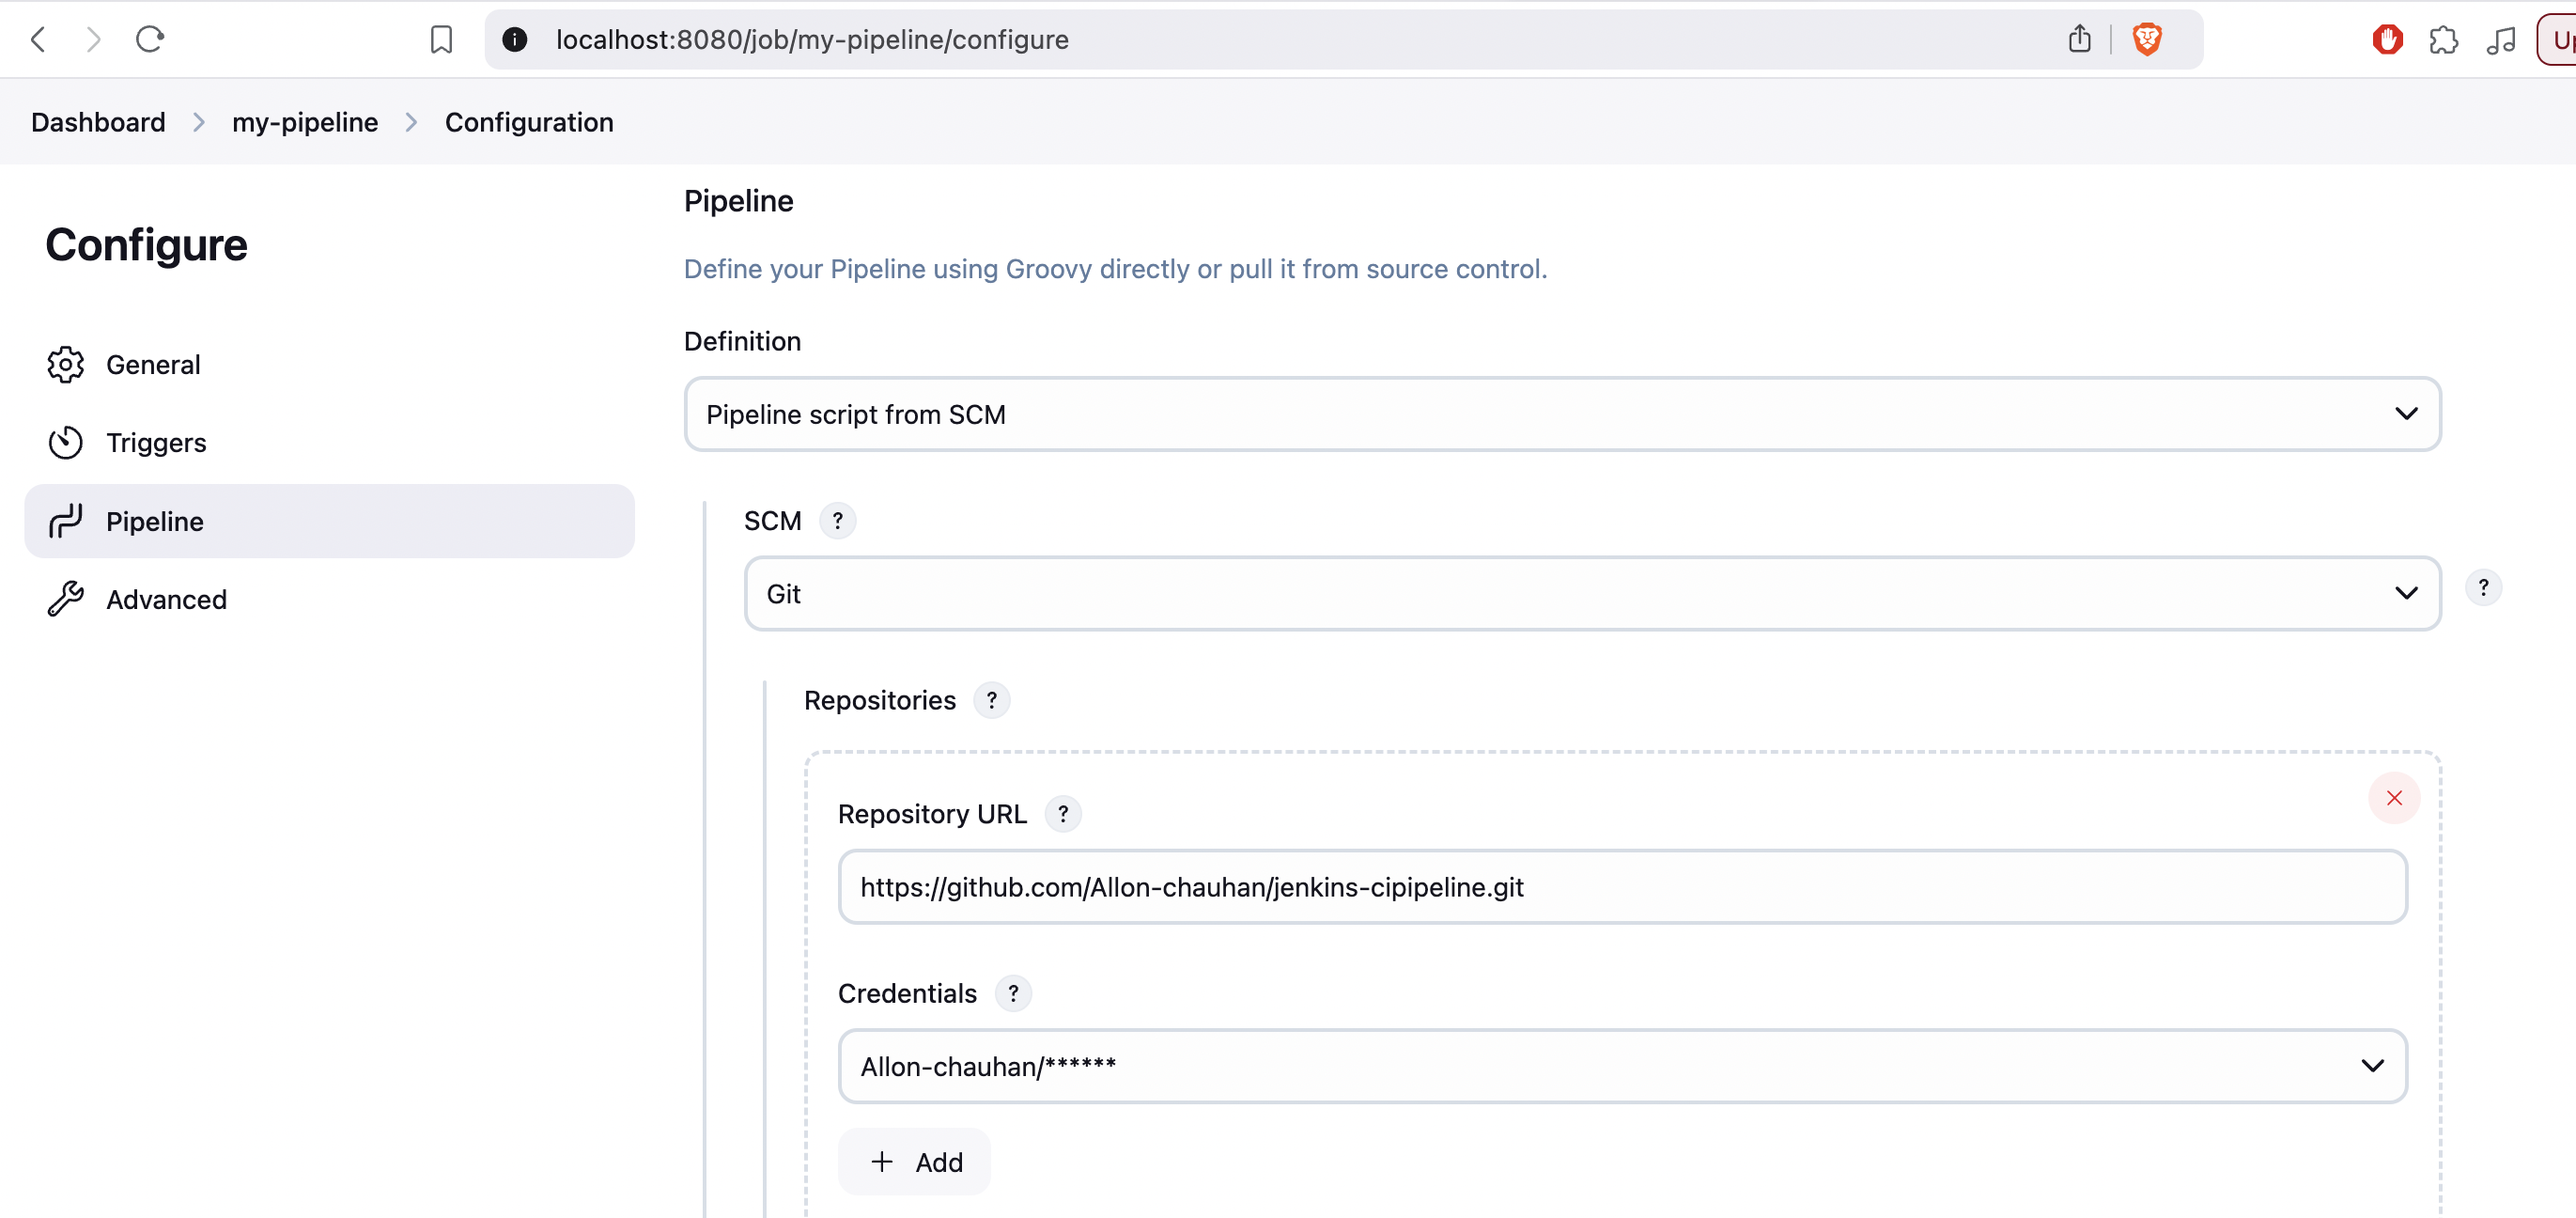 localhost:8080/job/my-pipeline/configure
Up
Dashboard > my-pipeline > Configuration
Configure
General
Triggers
Pipeline
Advanced
Pipeline
Define your Pipeline using Groovy directly or pull it from source control.
Definition
Pipeline script from SCM
SCM ?
Git
?
Repositories ?
Repository URL ?
https://github.com/Allon-chauhan/jenkins-cipipeline.git
Credentials ?
Allon-chauhan/******
+ Add